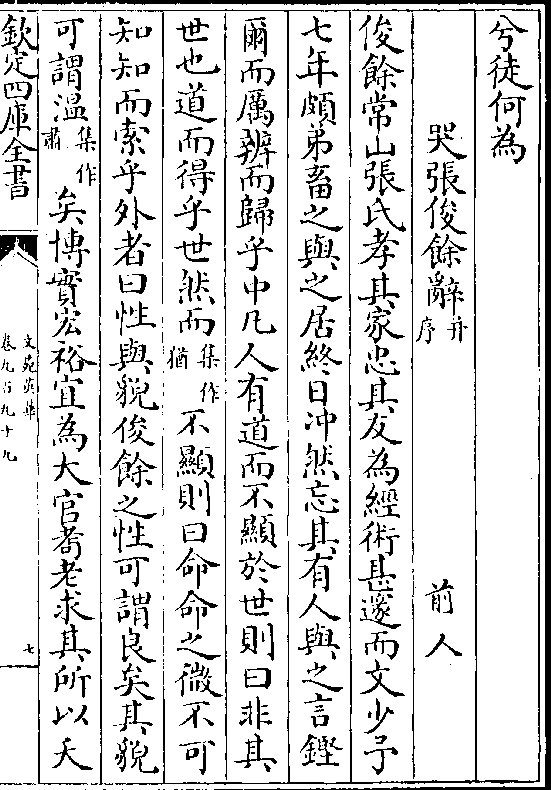 兮徒何為
哭張俊餘辭并序　前人
俊餘常山張氏孝其家忠其友為經術甚邃而文少予
七年頗弟畜之與之居終日沖然忘其有人與之言鏗
爾而厲辨而歸乎中凡人有道而不顯於世則曰非其
世也道而得乎世然而集作猶不顯則曰命命之微不可
知知而索乎外者曰性與貌俊餘之性可謂良矣其貌
可謂溫集作肅矣博實宏裕宜為大官耆老求其所以夭
欽定四庫全書
文苑英華
卷九百九十九
七